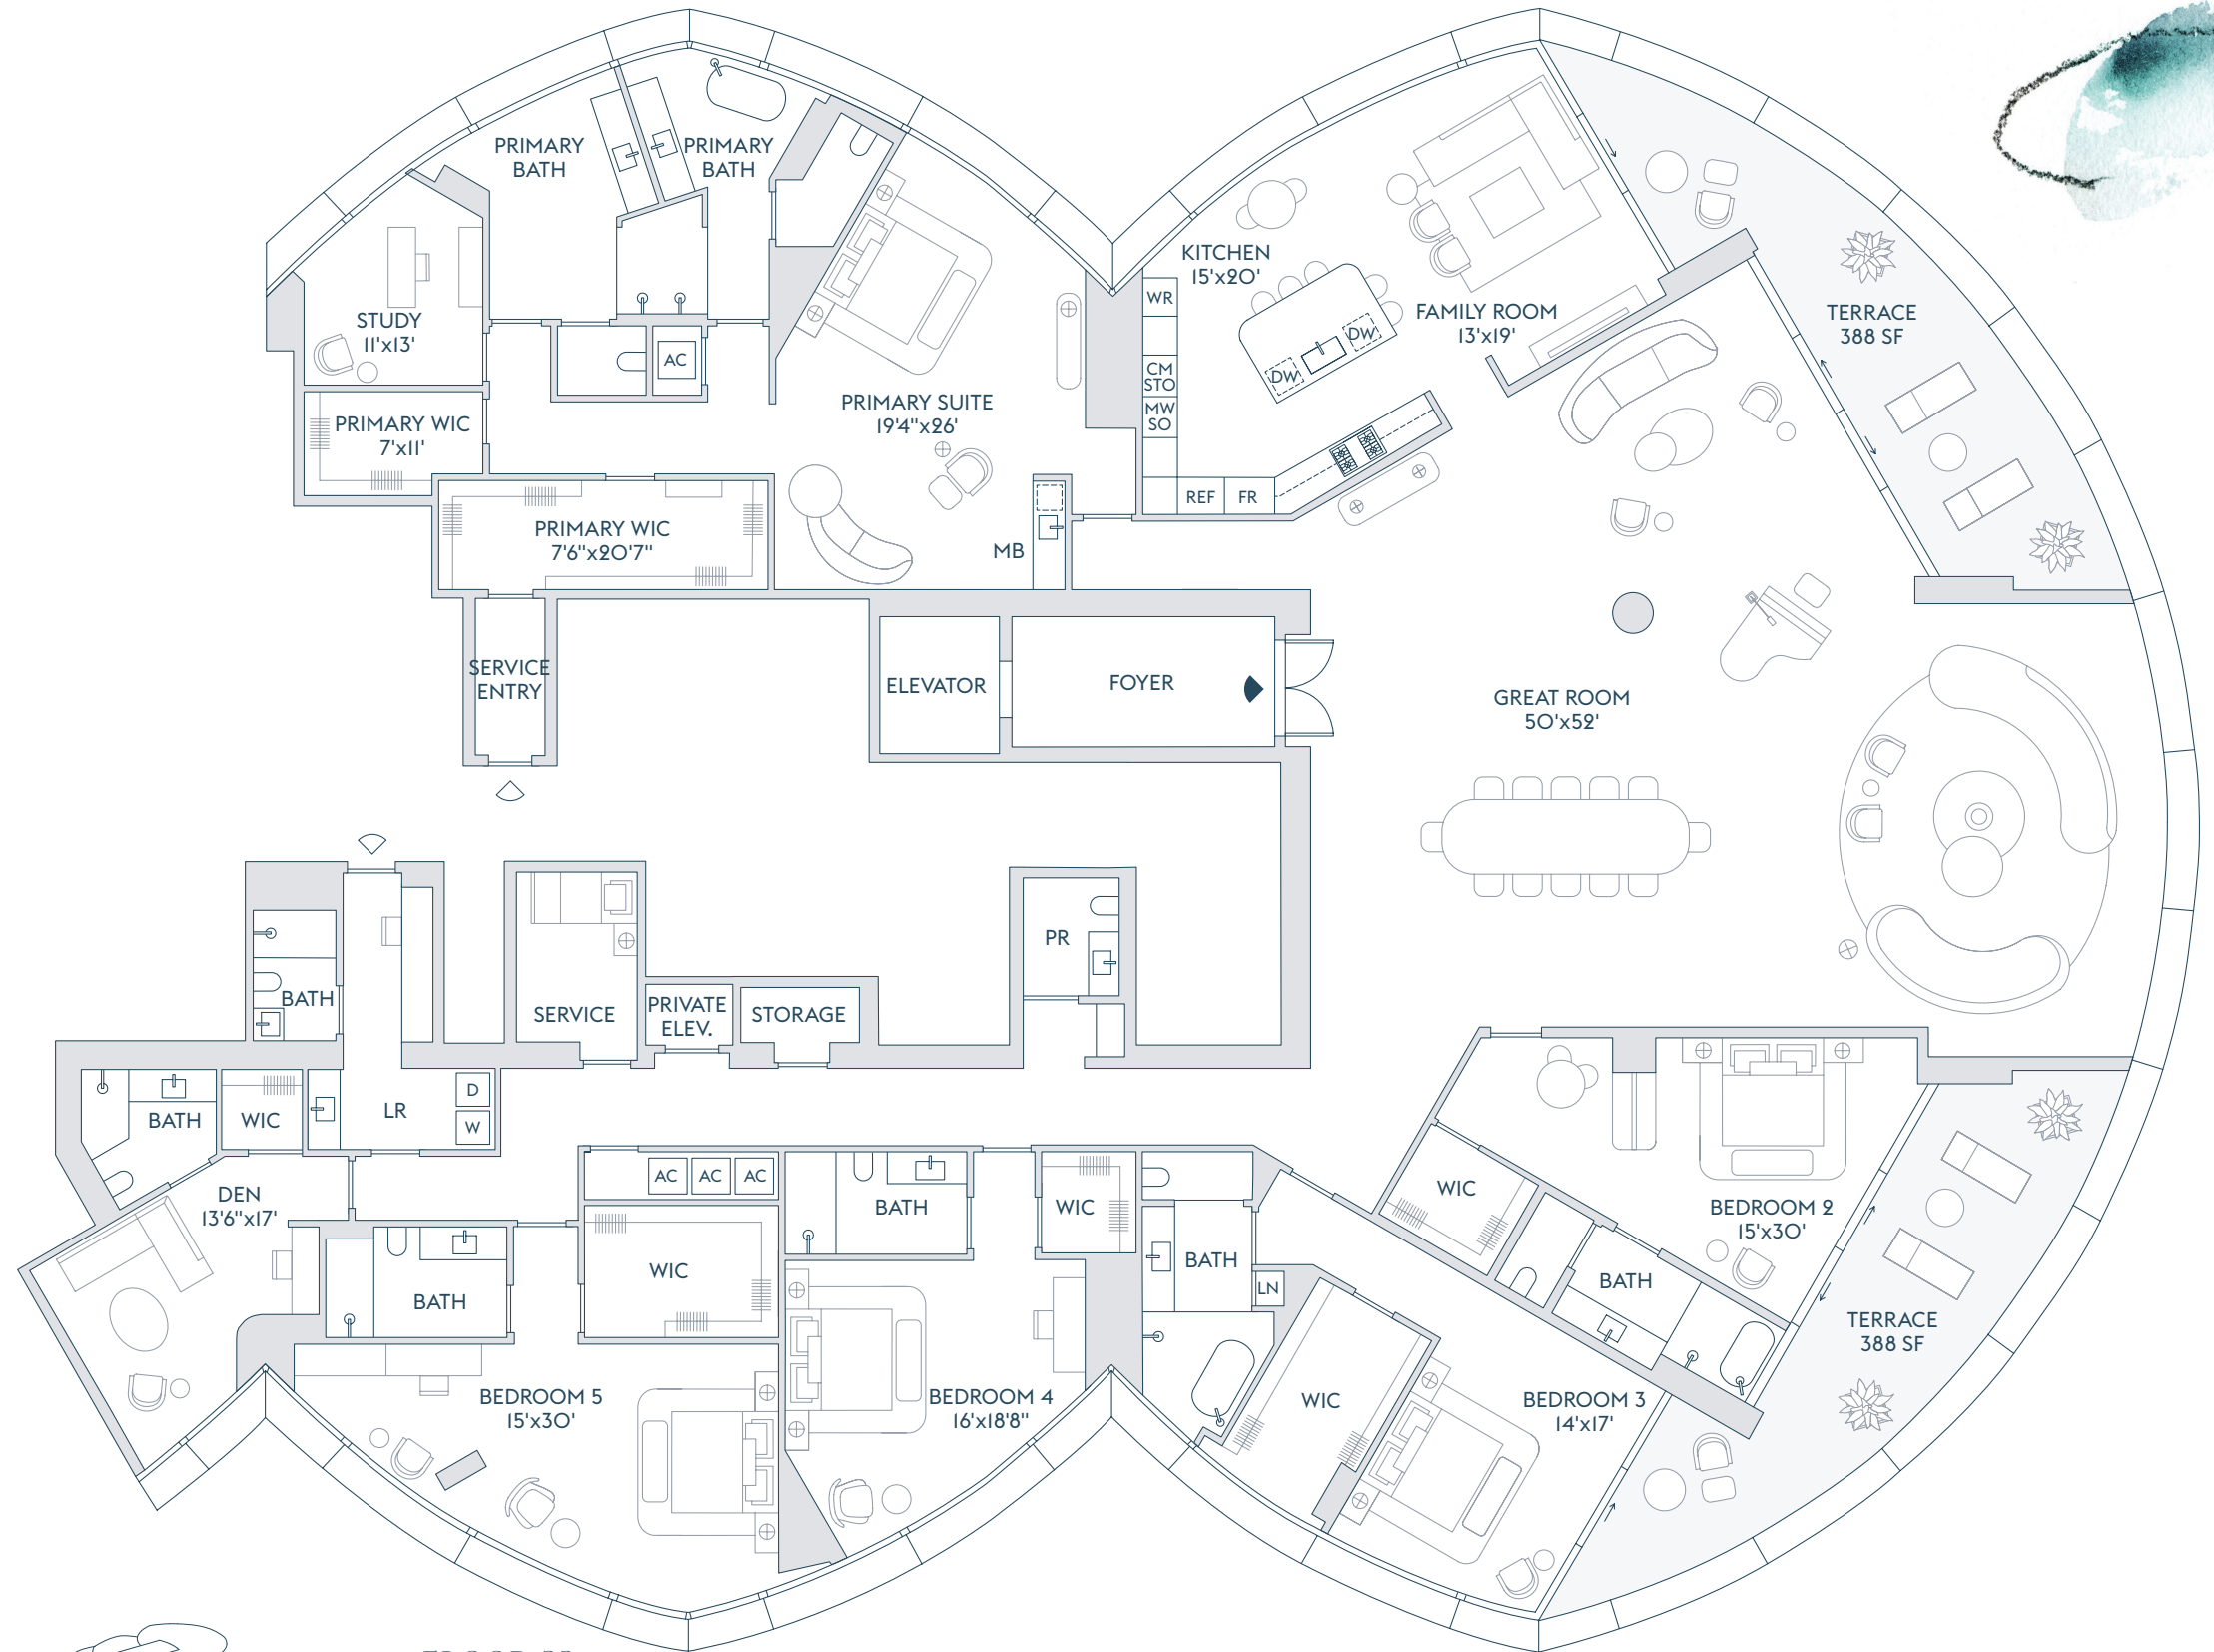 PRIMARY
BATH
PRIMARY
BATH
STUDY
11'x13'
AC
PRIMARY WIC
7'x11'
PRIMARY SUITE
19'4"x26'
PRIMARY WIC
7'6"x20'7"
MB
KITCHEN
15'x20'
WR
CM
STO
MW
SO
REF
FR
DW
DW
FAMILY ROOM
13'x19'
TERRACE
388 SF
SERVICE
ENTRY
ELEVATOR
FOYER
GREAT ROOM
50'x52'
BATH
SERVICE
PRIVATE
ELEV.
STORAGE
PR
BATH
WIC
LR
D
W
DEN
13'6"x17'
BATH
AC
AC
AC
WIC
BATH
WIC
BATH
LN
WIC
WIC
BATH
BEDROOM 2
15'x30'
TERRACE
388 SF
BEDROOM 5
15'x30'
BEDROOM 4
16'x18'8"
BEDROOM 3
14'x17'